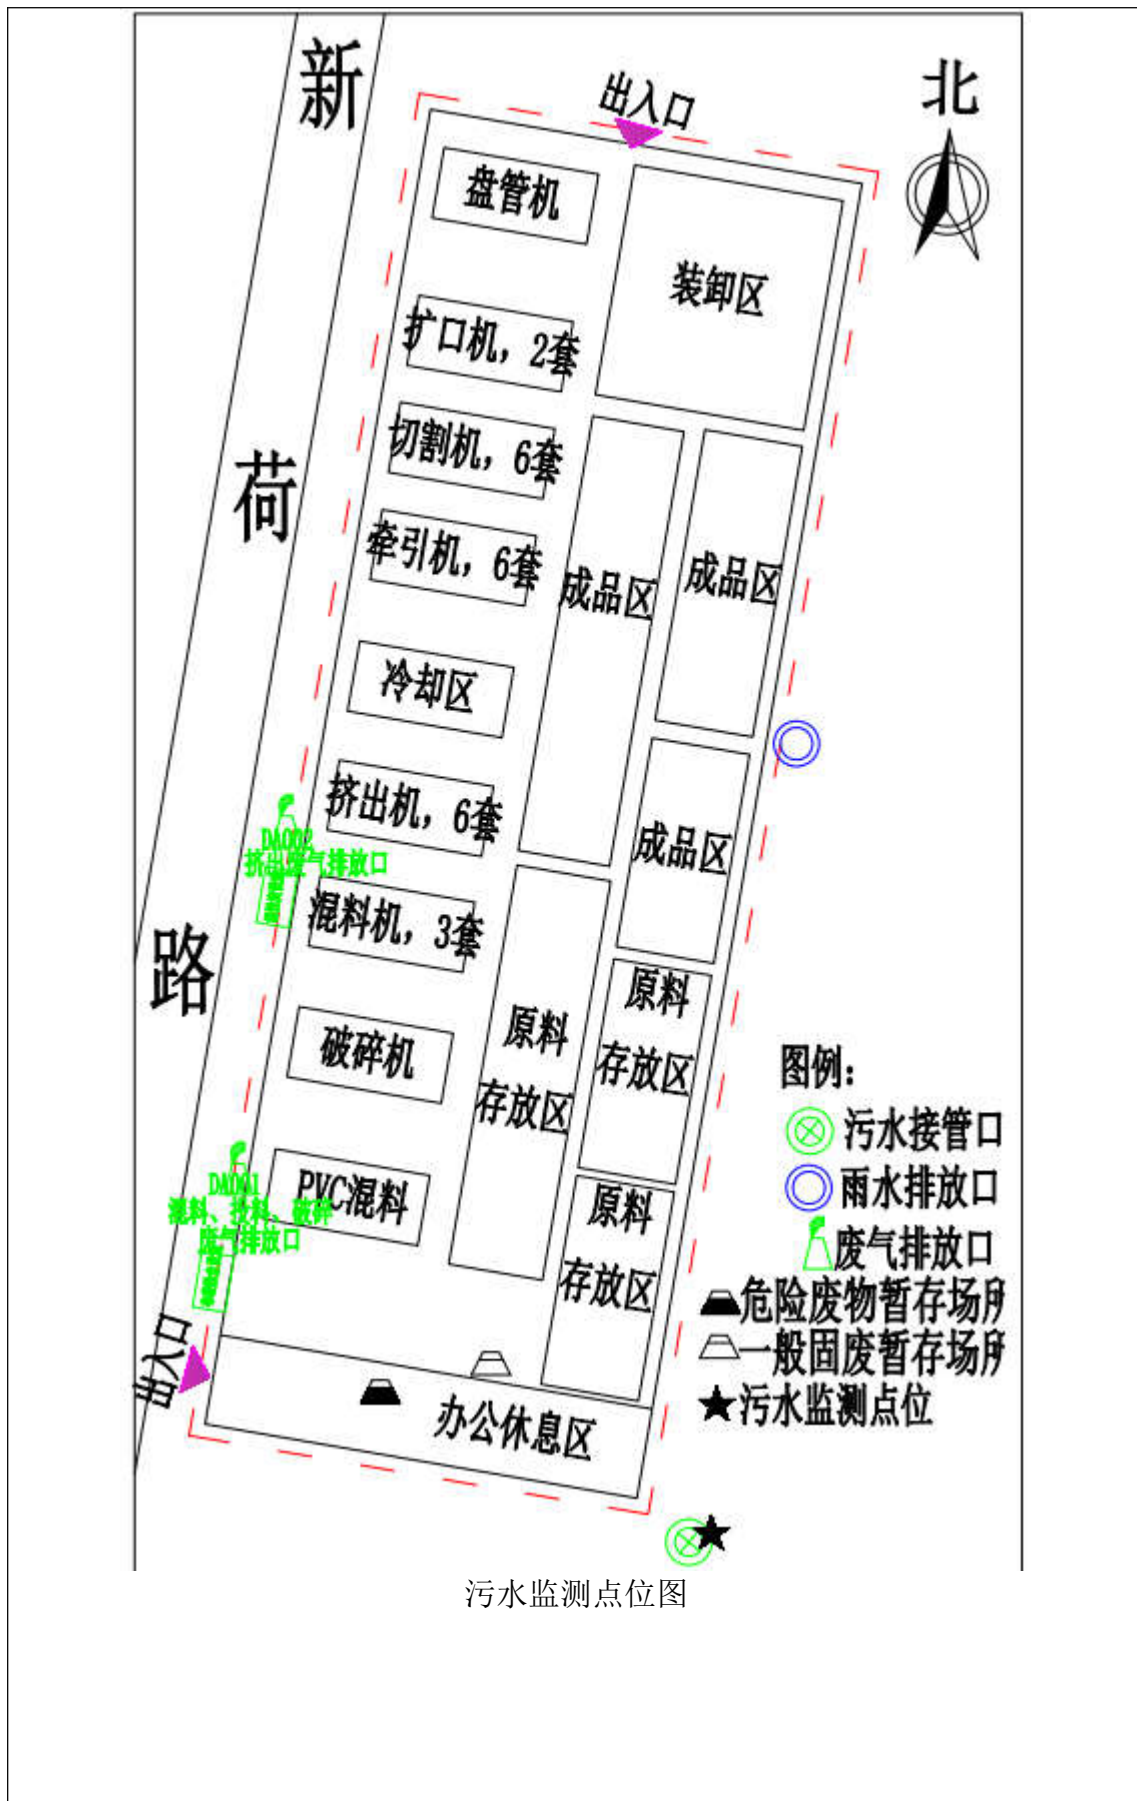 新
荷
路
出入口
北
盘管机
装卸区
扩口机，2套
切割机，6套
牵引机，6套
成品区
成品区
冷却区
挤出机，6套
成品区
DA002
挤出废气排放口
混料机，3套
原料
存放区
原料
存放区
破碎机
PVC混料
原料
存放区
DA001
混料、投料、破碎
废气排放口
出入口
办公休息区
图例：
污水接管口
雨水排放口
废气排放口
危险废物暂存场所
一般固废暂存场所
污水监测点位
污水监测点位图